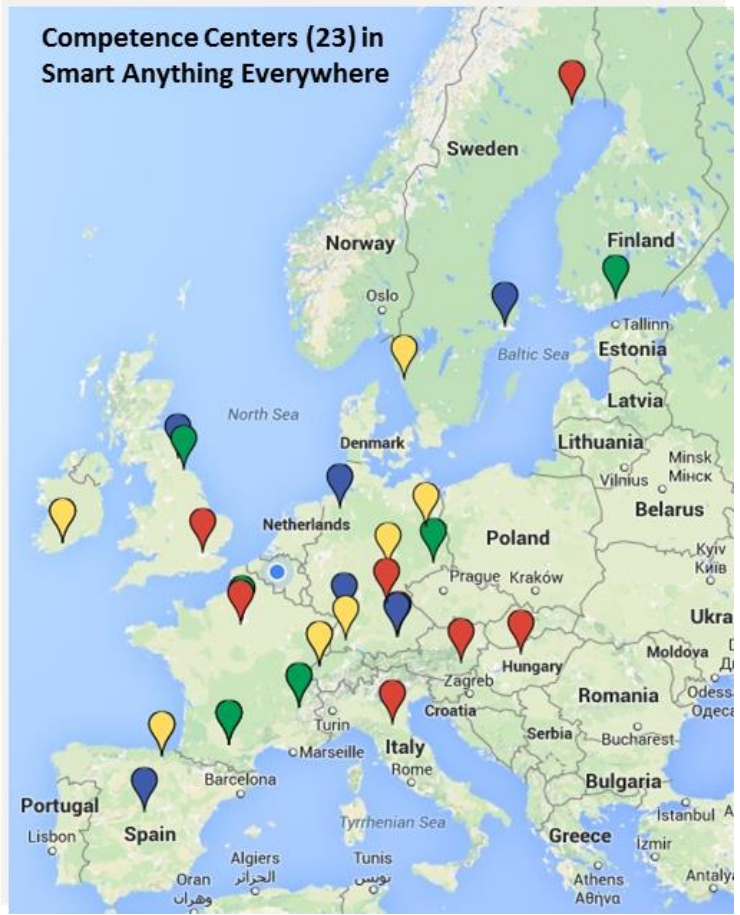 Competence Centers (23) in
Smart Anything Everywhere
Sweden
Norway
Finland
Oslo
Tallinn
Baltic Sea
Estonia
North Sea
Latvia
Denmark
Lithuania
Minsk
Мінск
Vilnius
Belarus
Netherlands
Poland
Kyiv
Київ
Prague
Kraków
Ukra
Moldova
Hungary
Zagreb
Croatia
Romania
Odess
Одеса
Turin
Bucharest
Serbia
Marseille
Italy
Rome
Bulgaria
Barcelona
Portugal
Spain
Lisbon
Tyrrhenian Sea
Greece
İstanbul
İzmir
Algiers
الجزائر
Tunis
تونس
Athens
Αθήνα
Antalya
Oran
وهران